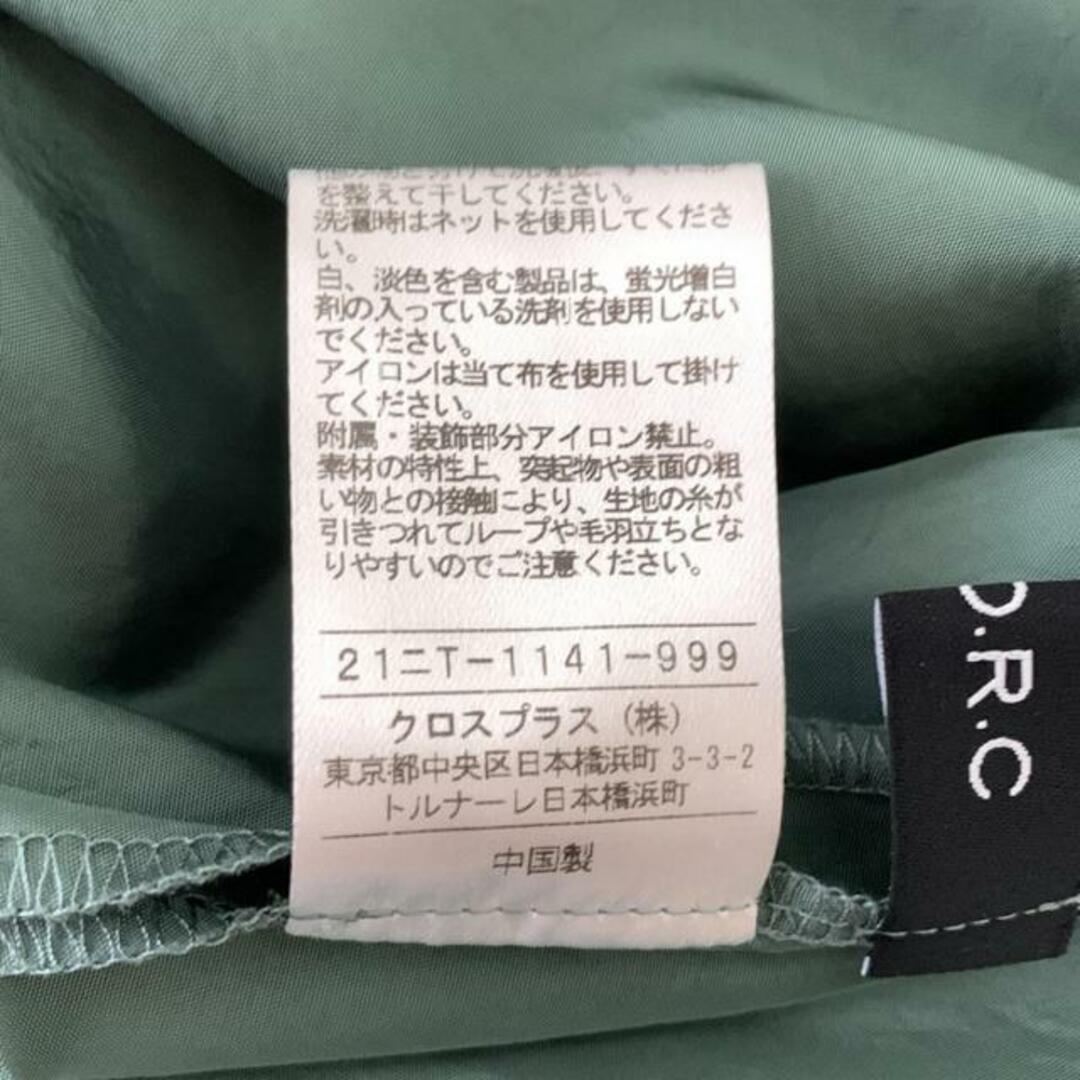 を整えて干してください。
洗濯時はネットを使用してくださ
い。
白、淡色を含む製品は、蛍光増白
剤の入っている洗剤を使用しない
でください。
アイロンは当て布を使用して掛け
てください。
附属・装飾部分アイロン禁止。
素材の特性上、突起物や表面の粗
い物との接触により、生地の糸が
引きつれてループや毛羽立ちとな
りやすいのでご注意ください。
21ニT-1141-999
クロスプラス(株)
東京都中央区日本橋浜町 3-3-2
トルナーレ日本橋浜町
中国製
O.R.C